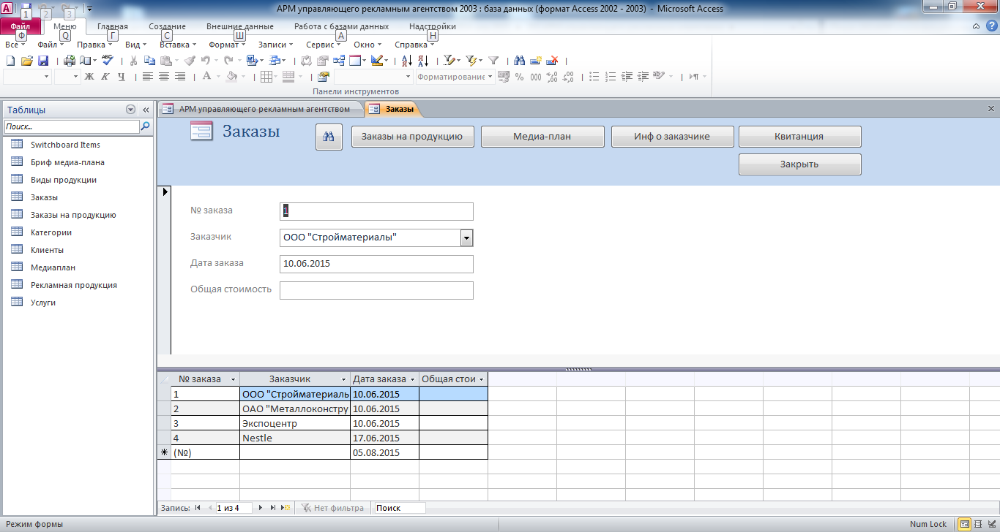 АРМ управляющего рекламным агентством 2003 : база данных (формат Access 2002 - 2003) - Microsoft Access
1 2 3
Файл Меню Главная Создание Внешние данные Работа с базами данных Надстройки
Ф Q Г С Ш А Н
Все Файл Правка Вид Вставка Формат Записи Сервис Окно Справка
ABC А Я Я А
Ж К Ч А Форматирование % 000
Панели инструментов
Таблицы
Поиск...
Switchboard Items
Бриф медиа-плана
Виды продукции
Заказы
Заказы на продукцию
Категории
Клиенты
Медиаплан
Рекламная продукция
Услуги
АРМ управляющего рекламным агентством Заказы
Заказы
Заказы на продукцию Медиа-план Инф о заказчике Квитанция
Закрыть
№ заказа 1
Заказчик ООО "Стройматериалы"
Дата заказа 10.06.2015
Общая стоимость
№ заказа Заказчик Дата заказа Общая стои
1 ООО "Стройматериаль 10.06.2015
2 ОАО "Металлоконстру 10.06.2015
3 Экспоцентр 10.06.2015
4 Nestle 17.06.2015
(№) 05.08.2015
Запись: 1 из 4 Нет фильтра Поиск
Режим формы Num Lock